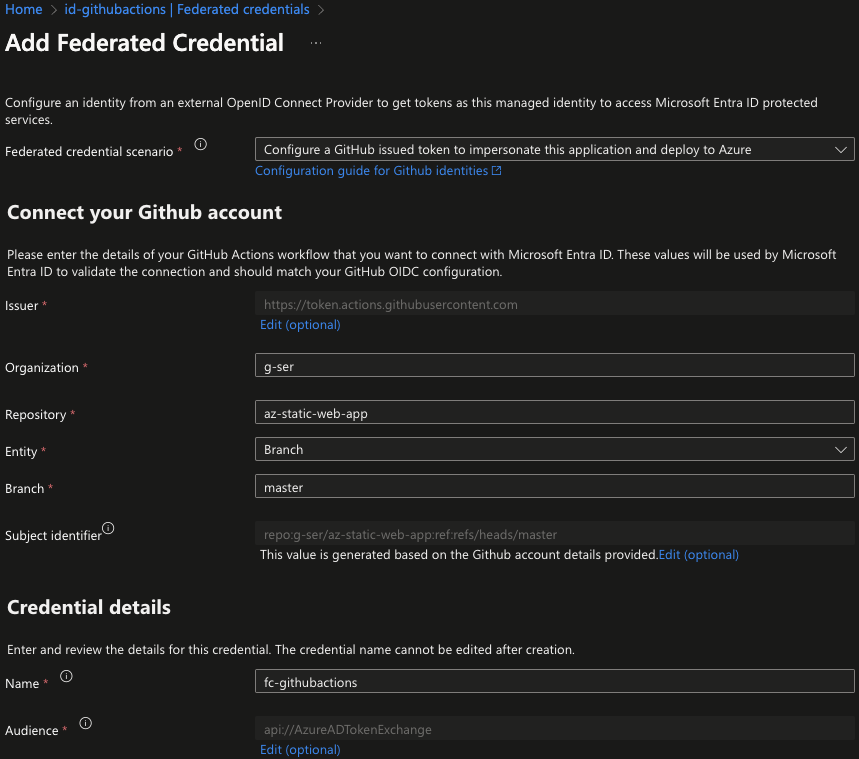 Home > id-githubactions | Federated credentials >
Add Federated Credential ...
Configure an identity from an external OpenID Connect Provider to get tokens as this managed identity to access Microsoft Entra ID protected
services.
Federated credential scenario * Configure a GitHub issued token to impersonate this application and deploy to Azure
Configuration guide for Github identities
Connect your Github account
Please enter the details of your GitHub Actions workflow that you want to connect with Microsoft Entra ID. These values will be used by Microsoft
Entra ID to validate the connection and should match your GitHub OIDC configuration.
Issuer * https://token.actions.githubusercontent.com
Edit (optional)
Organization * g-ser
Repository * az-static-web-app
Entity * Branch
Branch * master
Subject identifier repo:g-ser/az-static-web-app:ref:refs/heads/master
This value is generated based on the Github account details provided.Edit (optional)
Credential details
Enter and review the details for this credential. The credential name cannot be edited after creation.
Name * fc-githubactions
Audience * api://AzureADTokenExchange
Edit (optional)